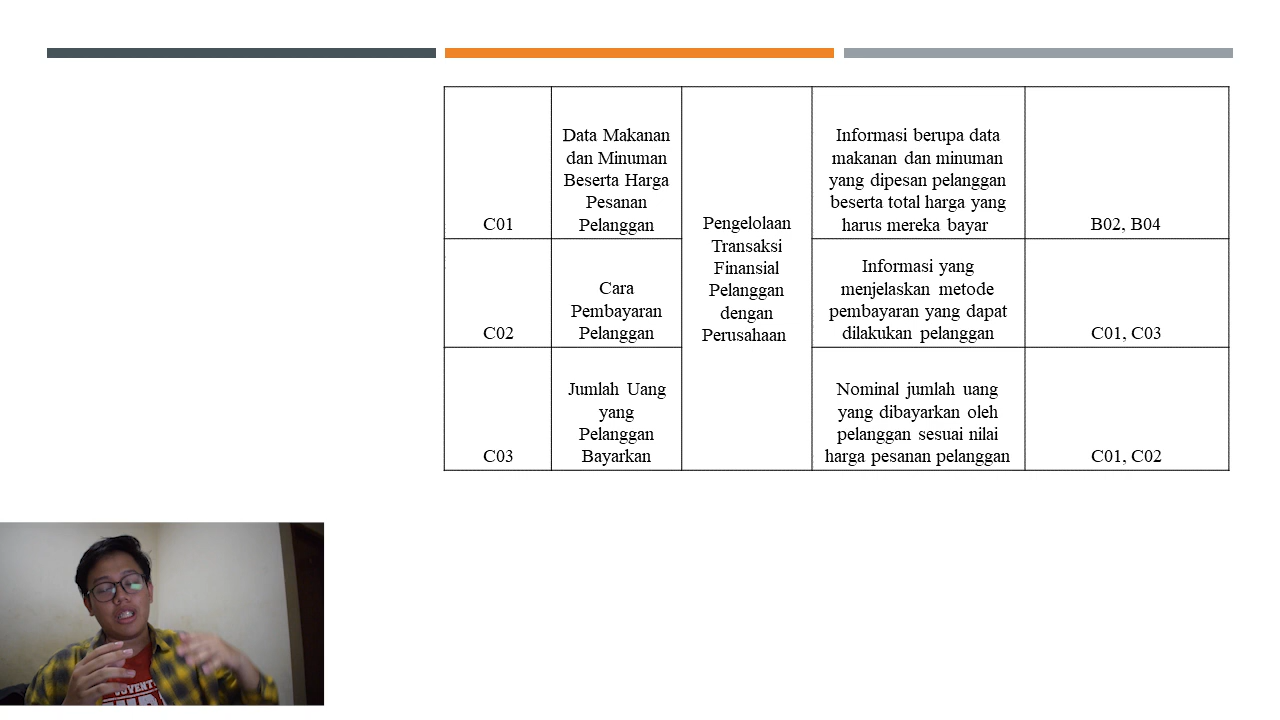 C01
Data Makanan
dan Minuman
Beserta Harga
Pesanan
Pelanggan
Pengelolaan
Transaksi
Finansial
Pelanggan
dengan
Perusahaan
Informasi berupa data
makanan dan minuman
yang dipesan pelanggan
beserta total harga yang
harus mereka bayar
B02, B04
C02
Cara
Pembayaran
Pelanggan
Informasi yang
menjelaskan metode
pembayaran yang dapat
dilakukan pelanggan
C01, C03
C03
Jumlah Uang
yang
Pelanggan
Bayarkan
Nominal jumlah uang
yang dibayarkan oleh
pelanggan sesuai nilai
harga pesanan pelanggan
C01, C02